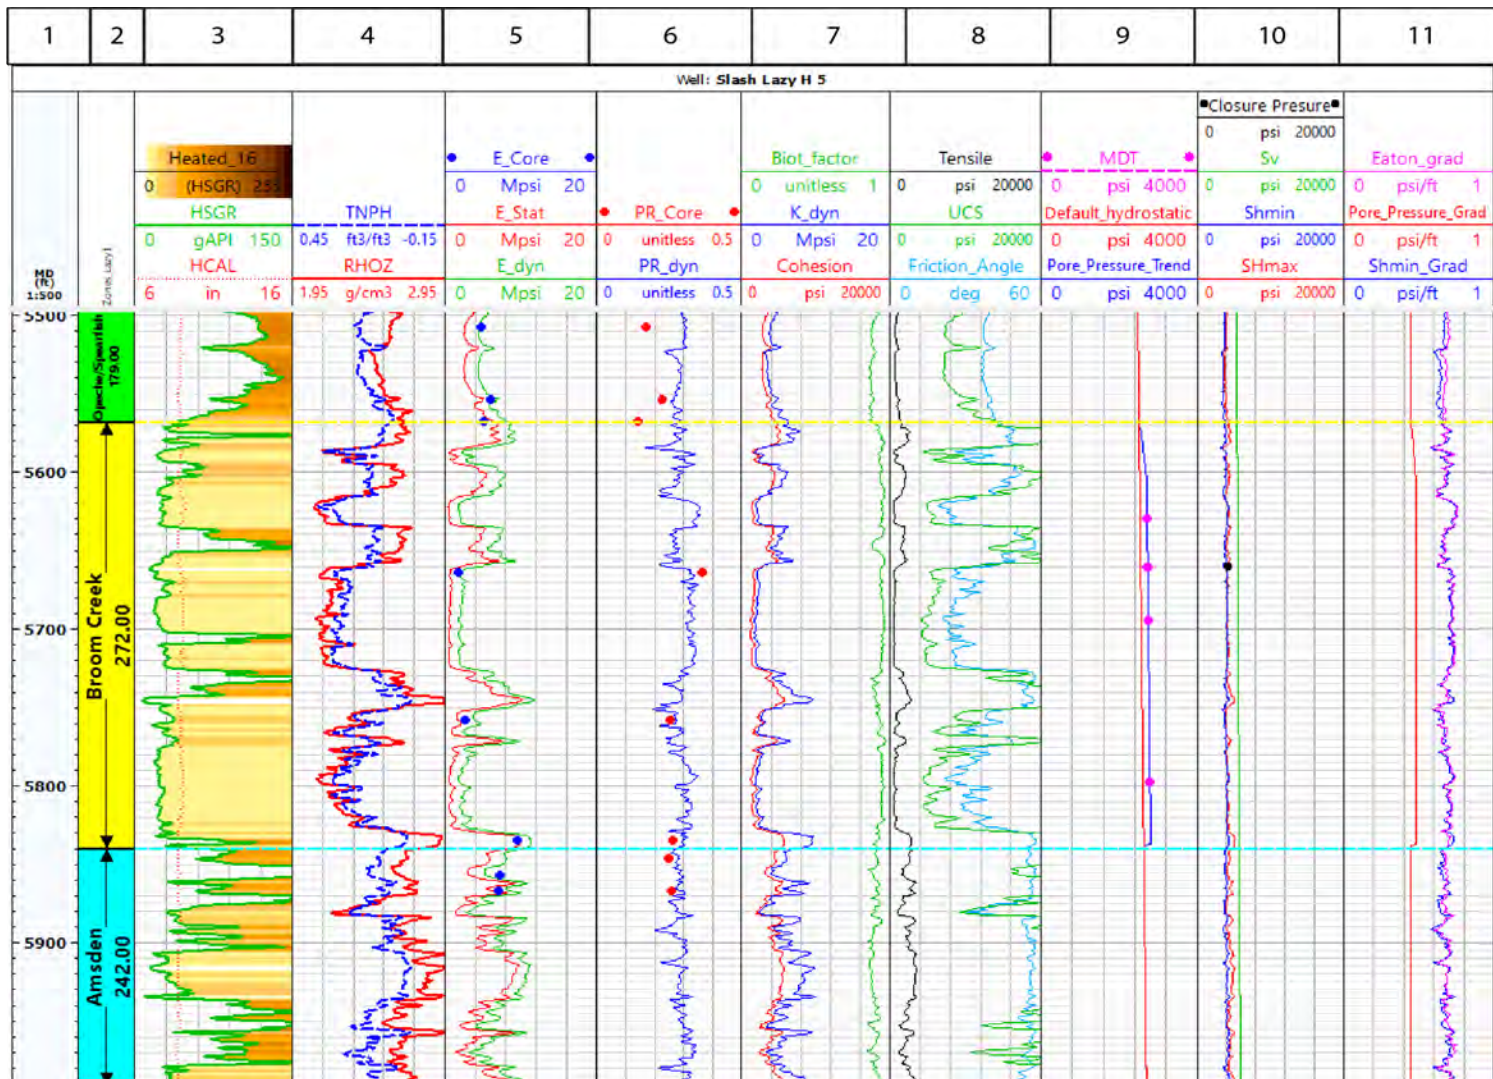 1 2 3 4 5 6 7 8 9 10 11
Well: Slash Lazy H 5
Closure Presure
0 psi 20000
Heated_16 E_Core Biot_factor Tensile MDT Sv Eaton_grad
0 (HSGR) 0 Mpsi 20 0 unitless 1 0 psi 20000 0 psi 4000 0 psi 20000 0 psi/ft 1
HSGR TNPH E_Stat PR_Core K_dyn UCS Default_hydrostatic Shmin Pore_Pressure_Grad
0 gAPI 150 0.45 ft3/ft3 -0.15 0 Mpsi 20 0 unitless 0.5 0 Mpsi 20 0 psi 20000 0 psi 4000 0 psi 20000 0 psi/ft 1
HCAL RHOZ E_dyn PR_dyn Cohesion Friction_Angle Pore_Pressure_Trend SHmax Shmin_Grad
6 in 16 1.95 g/cm3 2.95 0 Mpsi 20 0 unitless 0.5 0 psi 20000 0 deg 60 0 psi 4000 0 psi 20000 0 psi/ft 1
MD
(ft)
1:500
5500
Opeche/Spearfish
179.00
5600
5700
Broom Creek
272.00
5800
5900
Amsden
242.00